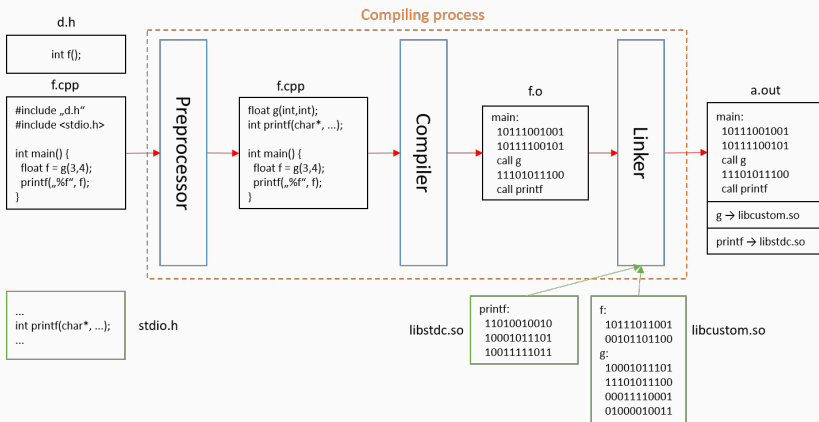 Compiling process
d.h
int f();
f.cpp
#include „d.h“
#include <stdio.h>
int main() {
float f = g(3,4);
printf(„%f“, f);
}
Preprocessor
f.cpp
float g(int,int);
int printf(char*, ...);
int main() {
float f = g(3,4);
printf(„%f“, f);
}
Compiler
f.o
main:
10111001001
10111100101
call g
11101011100
call printf
Linker
a.out
main:
10111001001
10111100101
call g
11101011100
call printf
g → libcustom.so
printf → libstdc.so
...
int printf(char*, ...);
...
stdio.h
libstdc.so
printf:
11010010010
10001011101
10011111011
f:
10111011001
00101101100
g:
10001011101
11101011100
00011110001
01000010011
libcustom.so